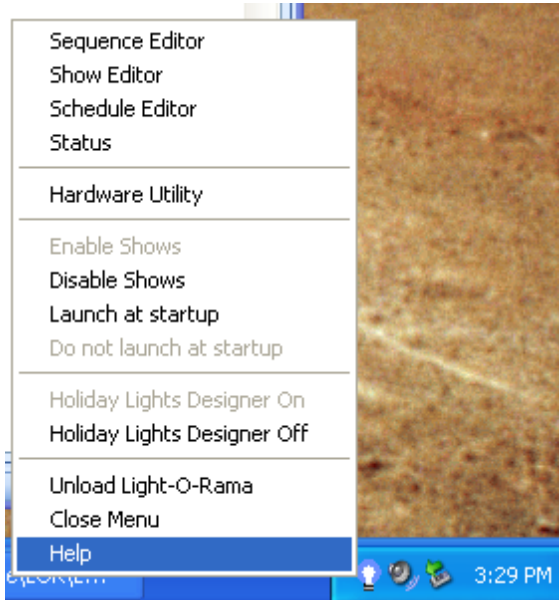 Sequence Editor
Show Editor
Schedule Editor
Status
Hardware Utility
Enable Shows
Disable Shows
Launch at startup
Do not launch at startup
Holiday Lights Designer On
Holiday Lights Designer Off
Unload Light-O-Rama
Close Menu
Help
3:29 PM